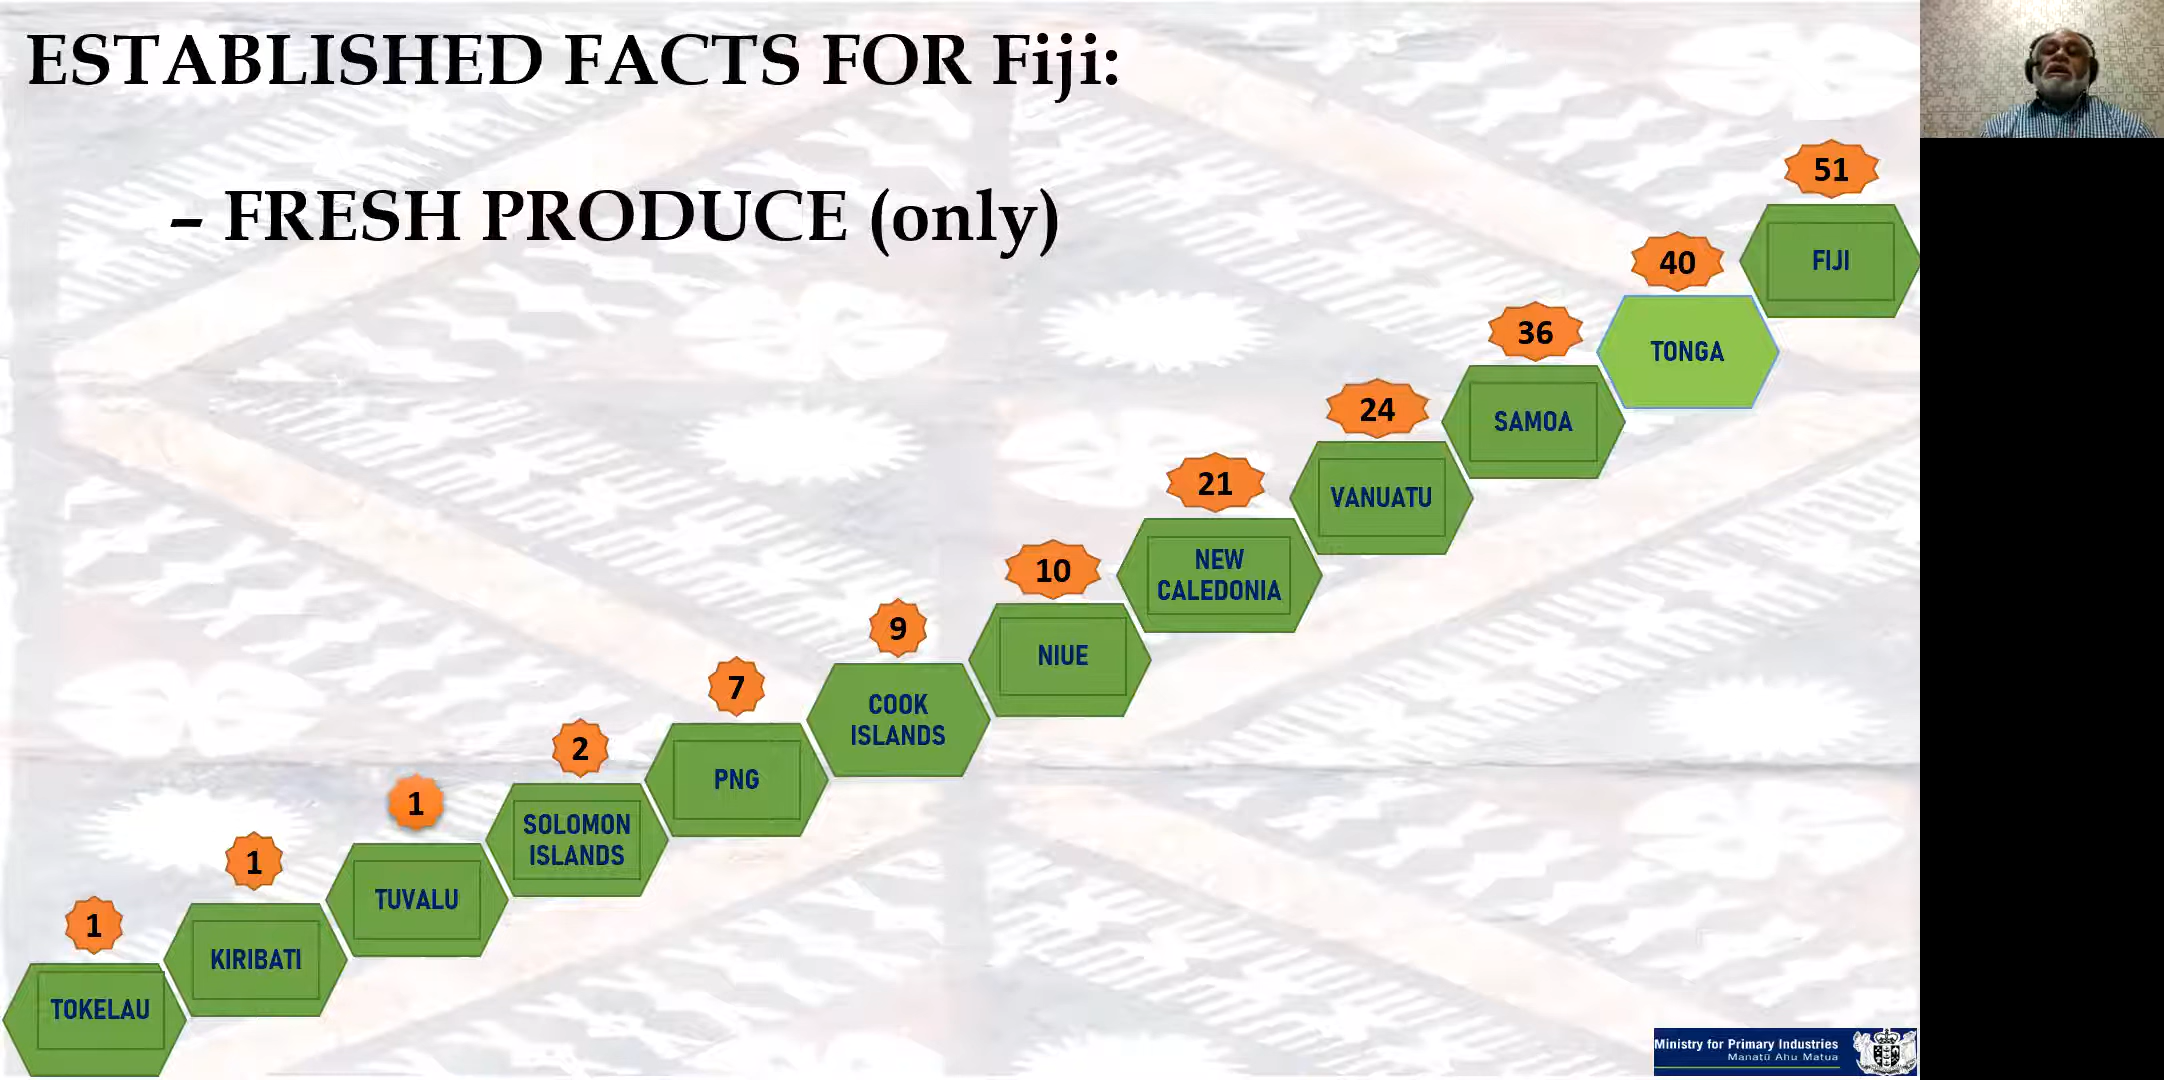 ESTABLISHED FACTS FOR Fiji:
– FRESH PRODUCE (only)
51
FIJI
40
TONGA
36
SAMOA
24
VANUATU
21
NEW
CALEDONIA
10
NIUE
9
COOK
ISLANDS
7
PNG
2
SOLOMON
ISLANDS
1
TUVALU
1
KIRIBATI
1
TOKELAU
Ministry for Primary Industries
Manatū Ahu Matua